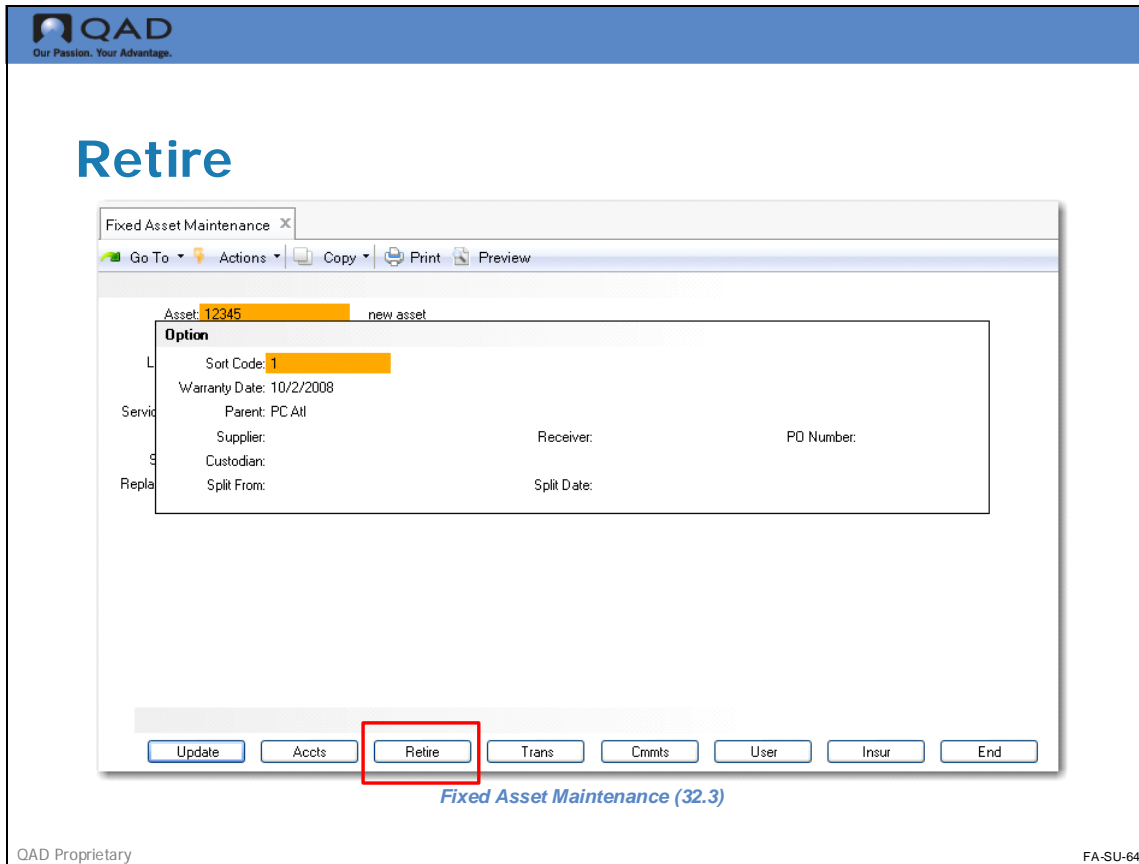 QAD
Our Passion. Your Advantage.
Retire
Fixed Asset Maintenance X
Go To Actions Copy Print Preview
Asset: 12345 new asset
Option
L Sort Code: 1
Warranty Date: 10/2/2008
Servic Parent: PC Atl
Supplier: Receiver: PO Number:
S Custodian:
Repla Split From: Split Date:
Update Accts Retire Trans Cmmts User Insur End
Fixed Asset Maintenance (32.3)
QAD Proprietary FA-SU-64